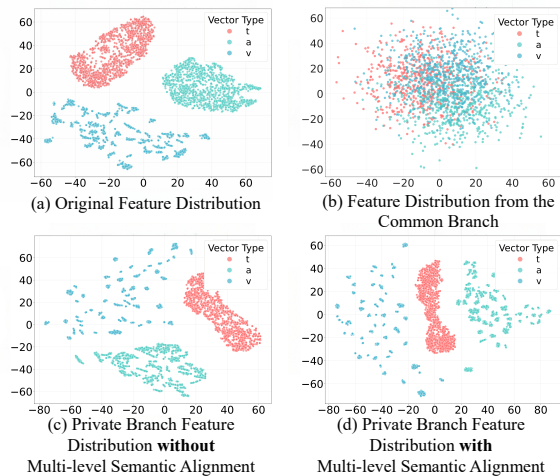 Vector Type
t
a
v
60
40
20
0
−20
−40
−60
−60 −40 −20 0 20 40 60
(a) Original Feature Distribution
Vector Type
t
a
v
60
40
20
0
−20
−40
−60
−60 −40 −20 0 20 40 60
(b) Feature Distribution from the
Common Branch
Vector Type
t
a
v
60
40
20
0
−20
−40
−60
−80 −60 −40 −20 0 20 40 60
(c) Private Branch Feature
Distribution without
Multi-level Semantic Alignment
Vector Type
t
a
v
60
40
20
0
−20
−40
−60
−80 −60 −40 −20 0 20 40 60 80
(d) Private Branch Feature
Distribution with
Multi-level Semantic Alignment